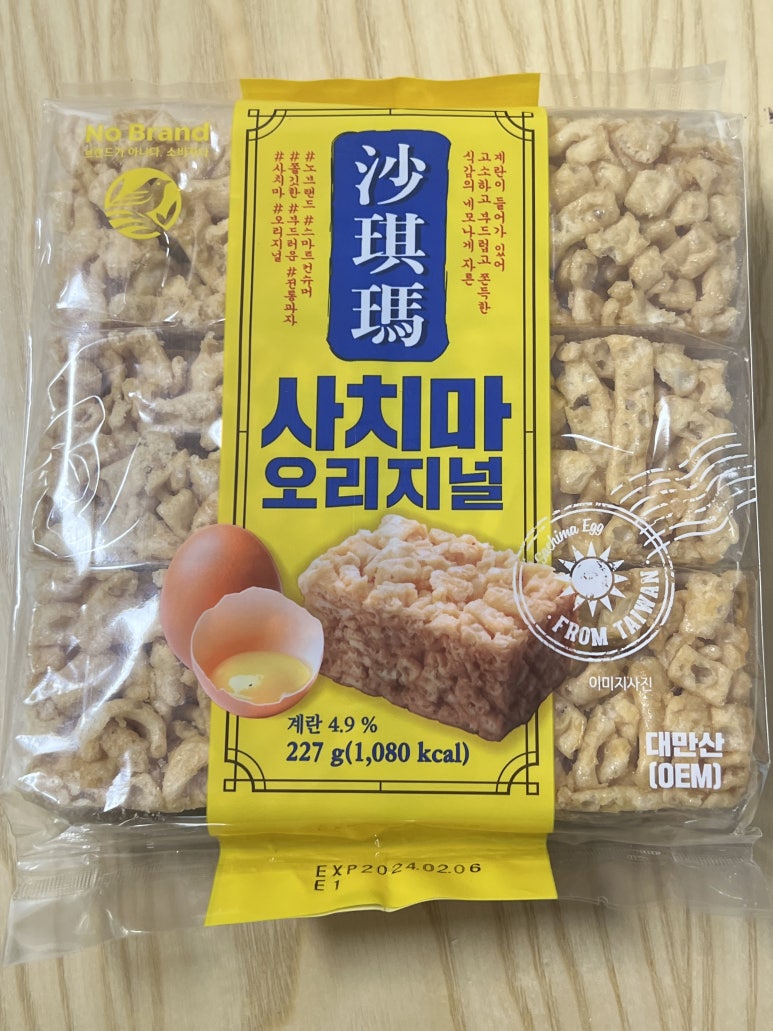 No Brand
브랜드가 아니다. 소비자다.
계란이 들어가 있어
고소하고 부드럽고 쫀득한
식감의 네모나게 자른
沙琪瑪
#노브랜드 #스마트컨슈머
#쫄깃한 #부드러운 #전통과자
#사치마 #오리지널
사치마
오리지널
Sachima Egg
FROM TAIWAN
이미지사진
계란 4.9 %
227 g(1,080 kcal)
대만산
(OEM)
EXP2024.02.06
E1